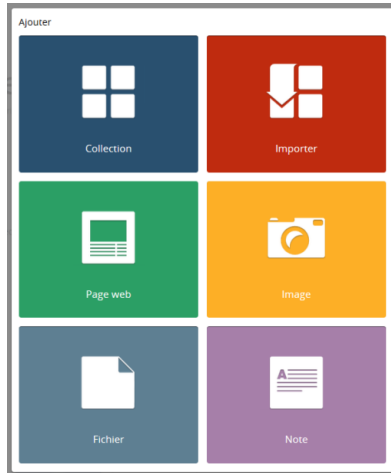 Ajouter
Collection
Importer
Page web
Image
Fichier
Note